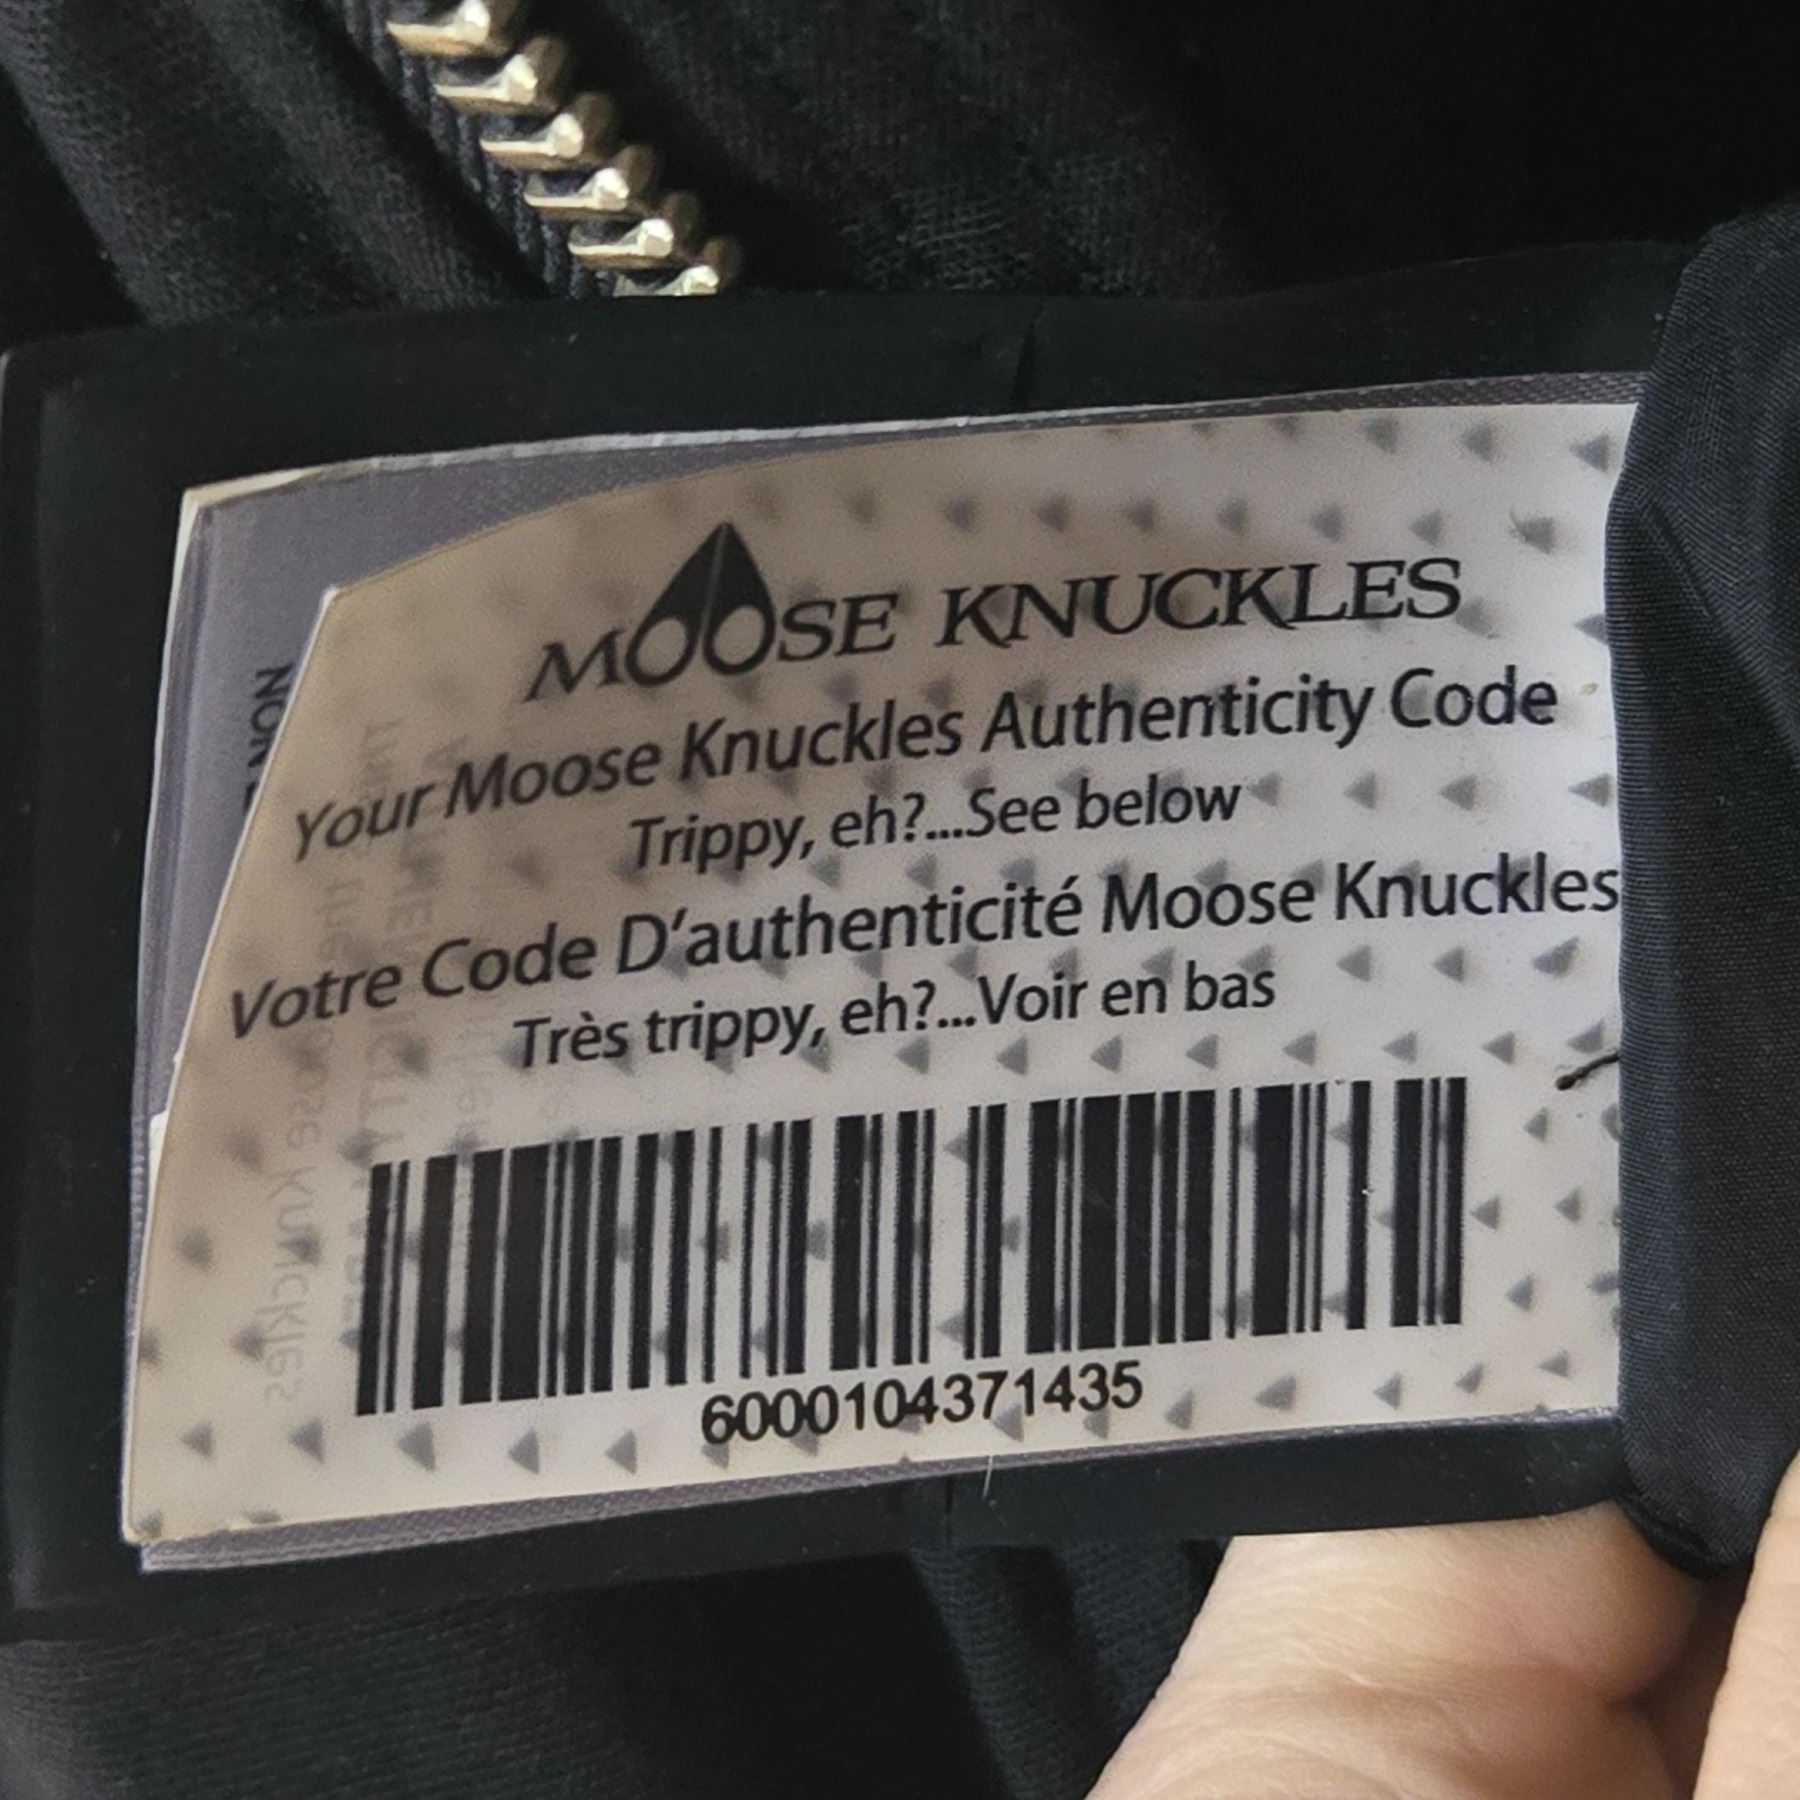 MOOSE KNUCKLES
Your Moose Knuckles Authenticity Code
Trippy, eh?...See below
Votre Code D'authenticité Moose Knuckles
Très trippy, eh?...Voir en bas
6000104371435